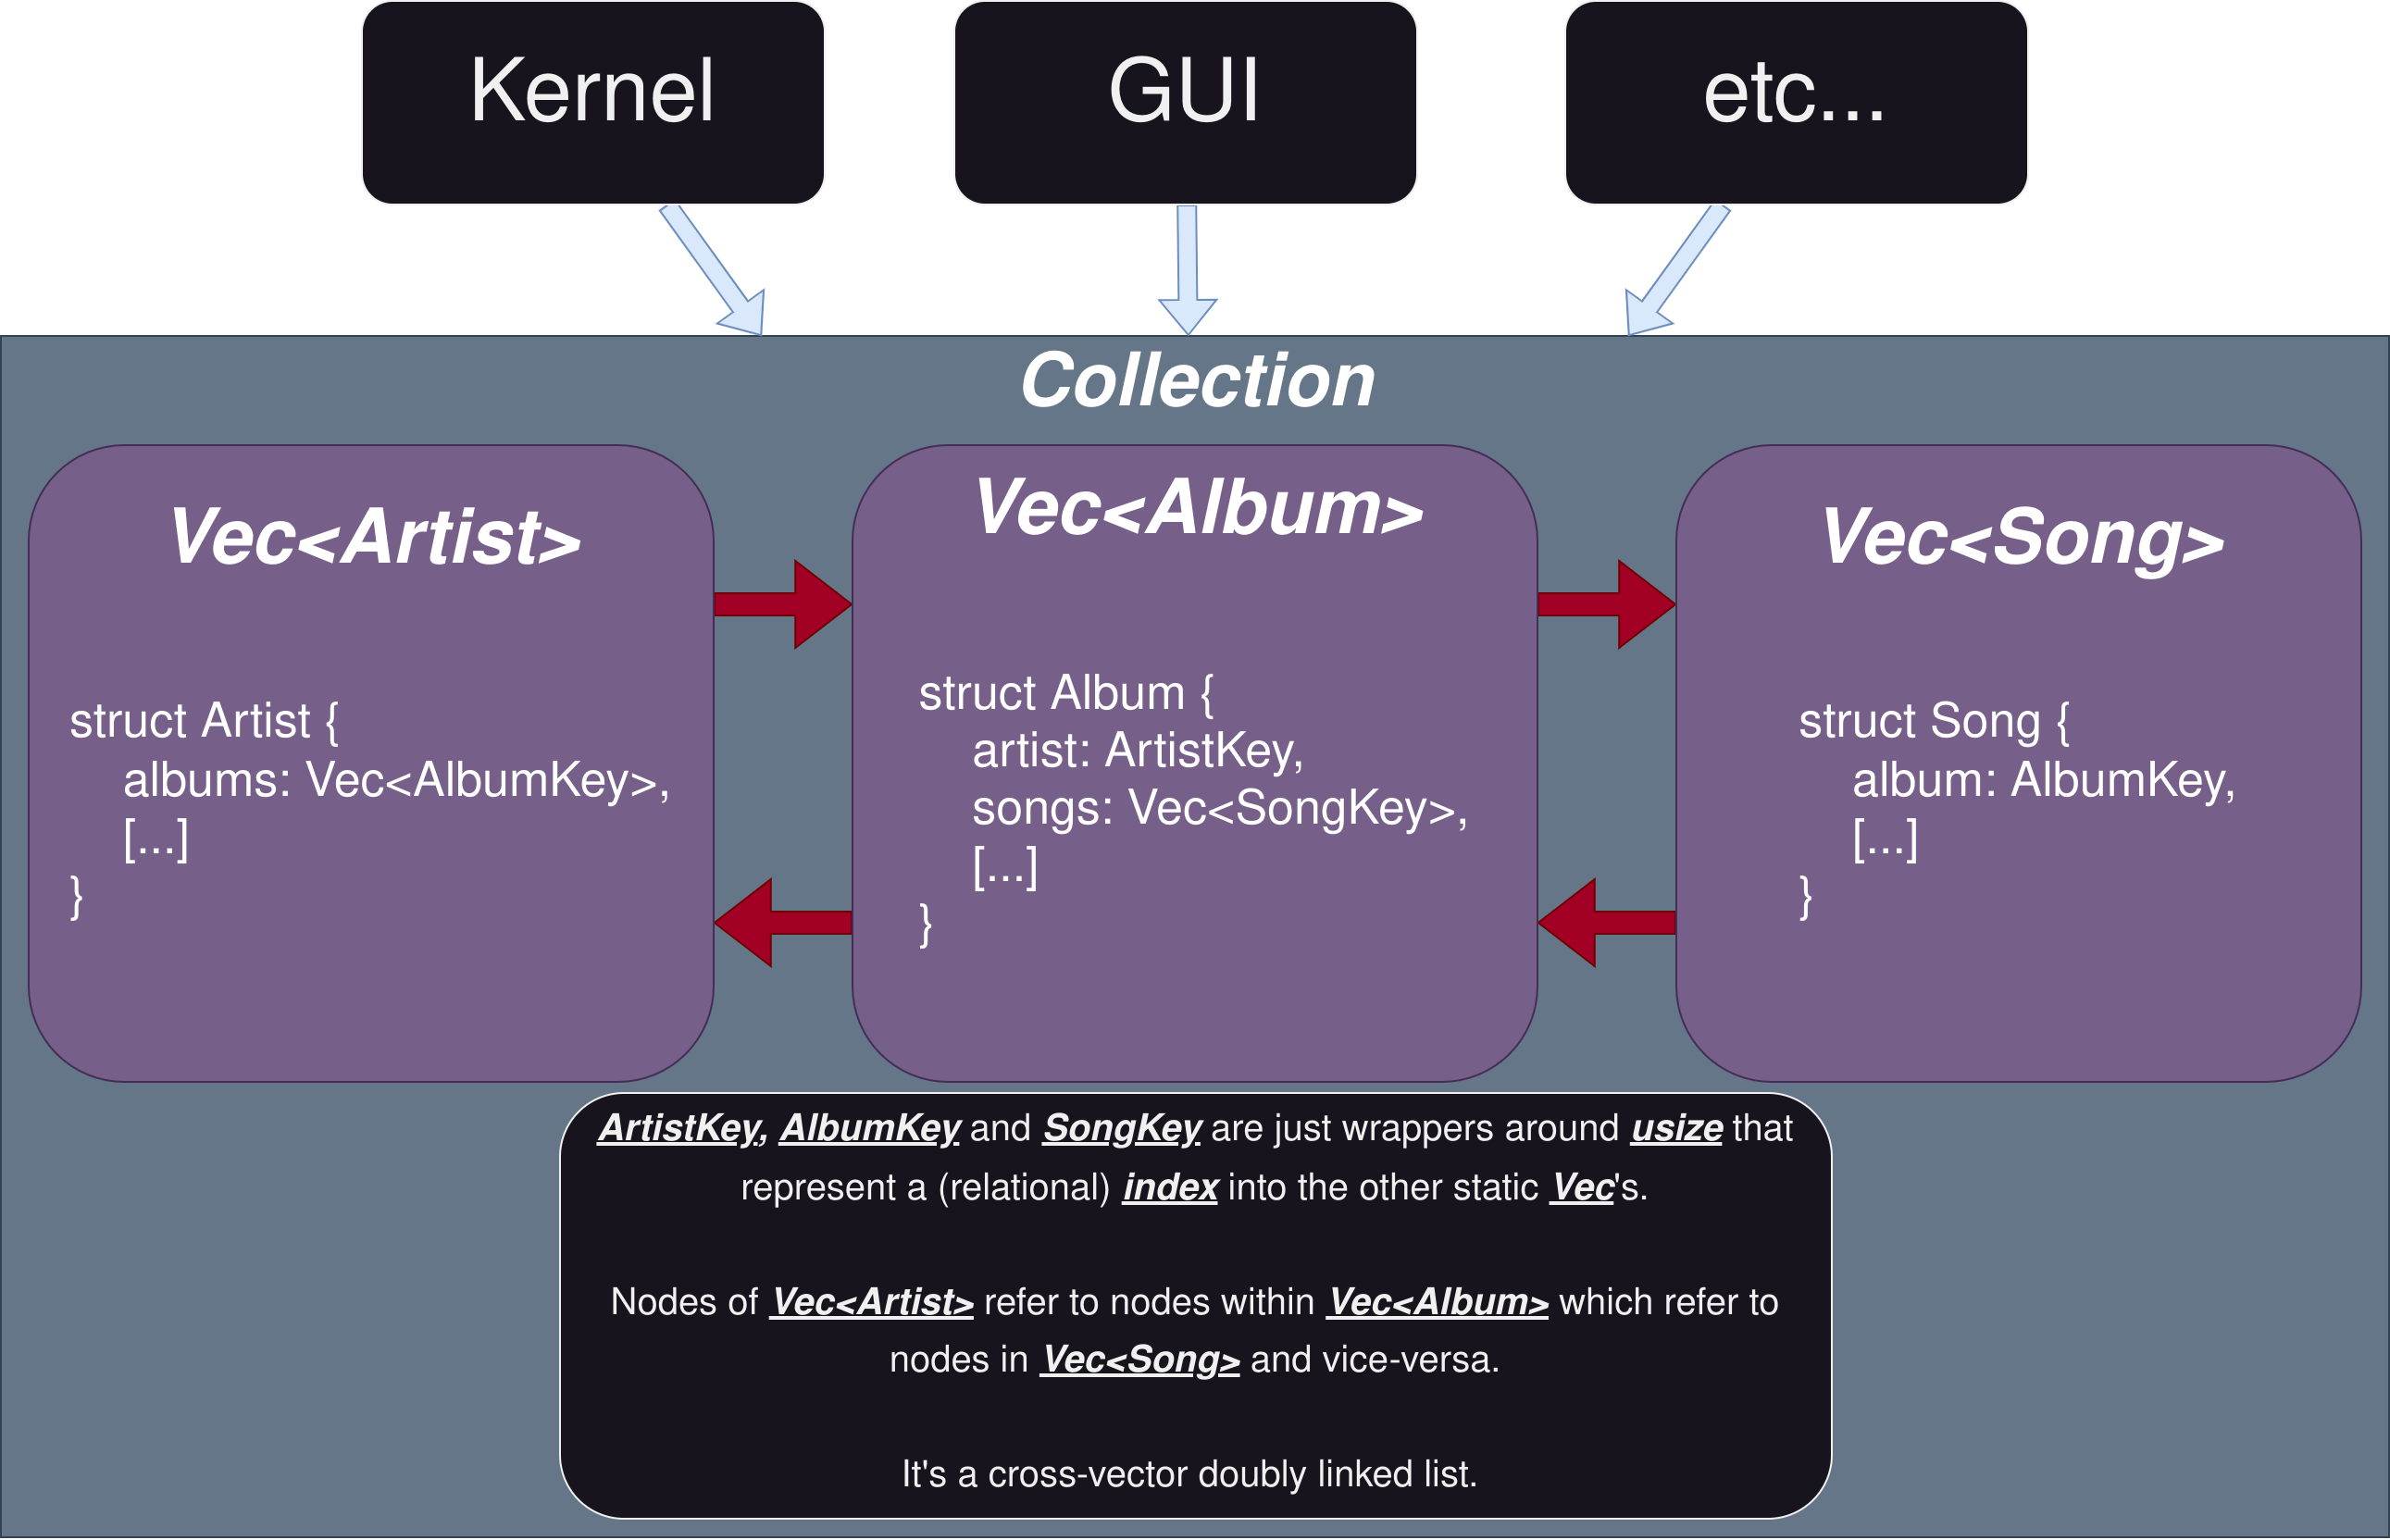 Kernel
GUI
etc...
Collection
Vec<Artist>
struct Artist {
albums: Vec<AlbumKey>,
[...]
}
Vec<Album>
struct Album {
artist: ArtistKey,
songs: Vec<SongKey>,
[...]
}
Vec<Song>
struct Song {
album: AlbumKey,
[...]
}
ArtistKey, AlbumKey and SongKey are just wrappers around usize that
represent a (relational) index into the other static Vec's.
Nodes of Vec<Artist> refer to nodes within Vec<Album> which refer to
nodes in Vec<Song> and vice-versa.
It's a cross-vector doubly linked list.